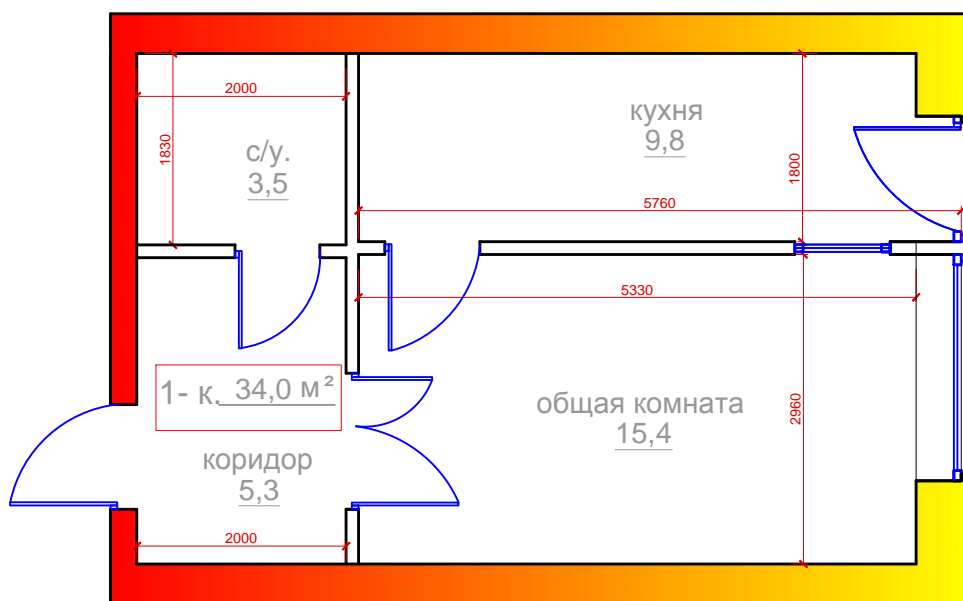 2000
1830
с/у.
3,5
кухня
9,8
1800
5760
5330
1- к. 34,0 м²
общая комната
15,4
2960
коридор
5,3
2000